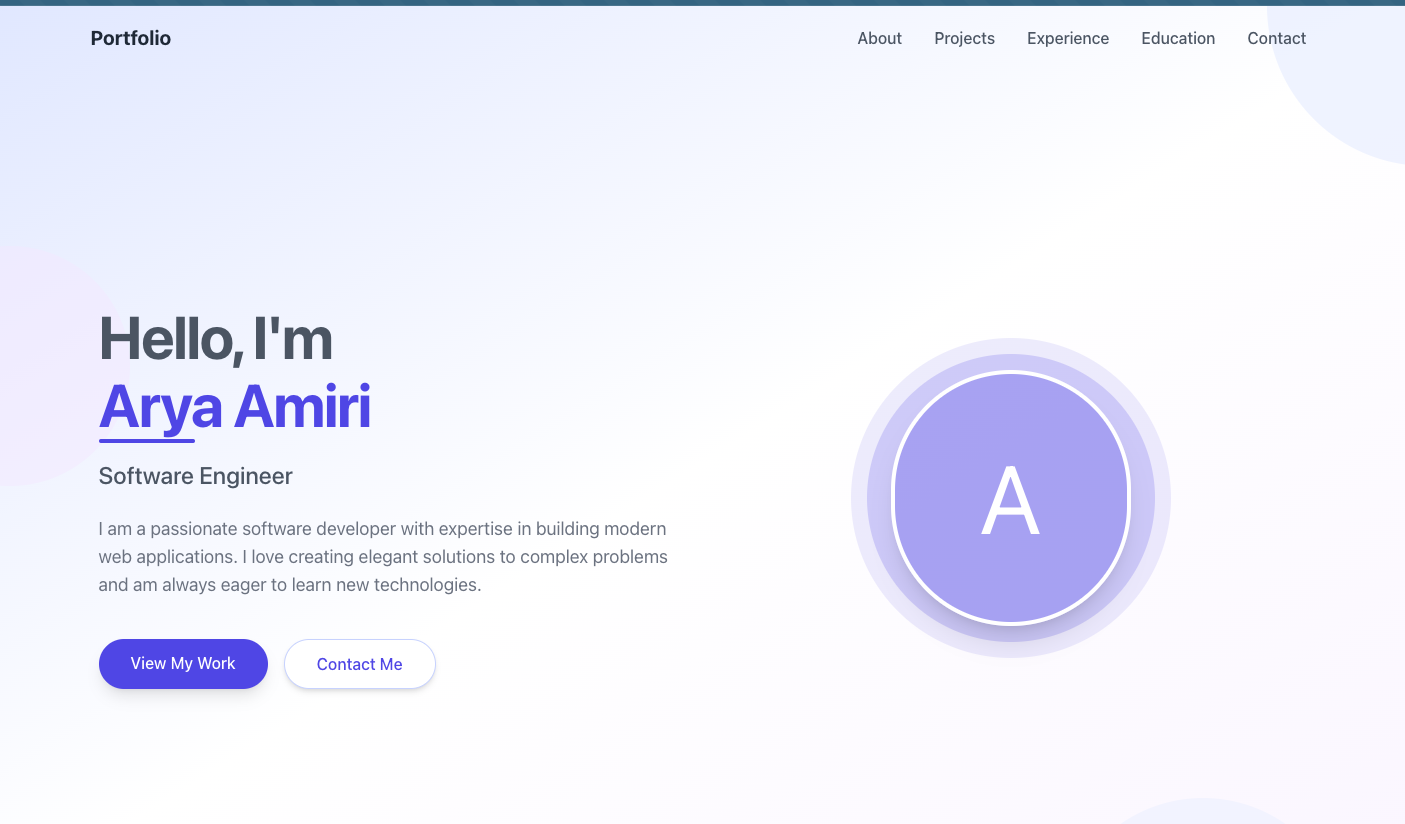 Portfolio
About Projects Experience Education Contact
Hello, I'm
Arya Amiri
Software Engineer
I am a passionate software developer with expertise in building modern
web applications. I love creating elegant solutions to complex problems
and am always eager to learn new technologies.
View My Work
Contact Me
A